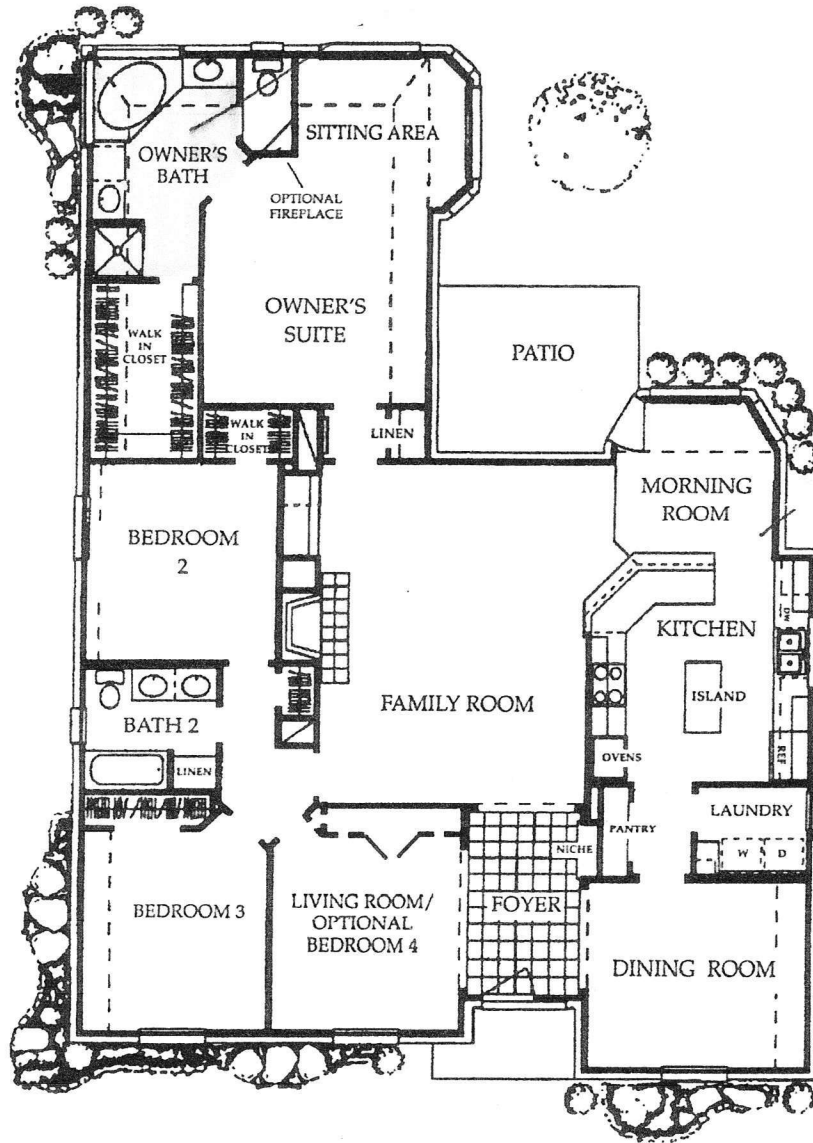 SITTING AREA
OWNER'S
BATH
OPTIONAL
FIREPLACE
OWNER'S
SUITE
WALK
IN
CLOSET
PATIO
WALK
IN
CLOSET
LINEN
MORNING
ROOM
BEDROOM
2
DW
KITCHEN
ISLAND
FAMILY ROOM
BATH 2
LINEN
OVENS
REF
LAUNDRY
W D
PANTRY
NICHE
BEDROOM 3
LIVING ROOM/
OPTIONAL
BEDROOM 4
FOYER
DINING ROOM